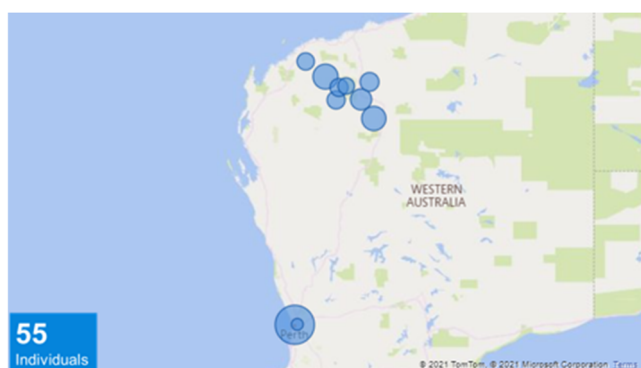 WESTERN
AUSTRALIA
Perth
55
Individuals
© 2021 TomTom, © 2021 Microsoft Corporation Terms